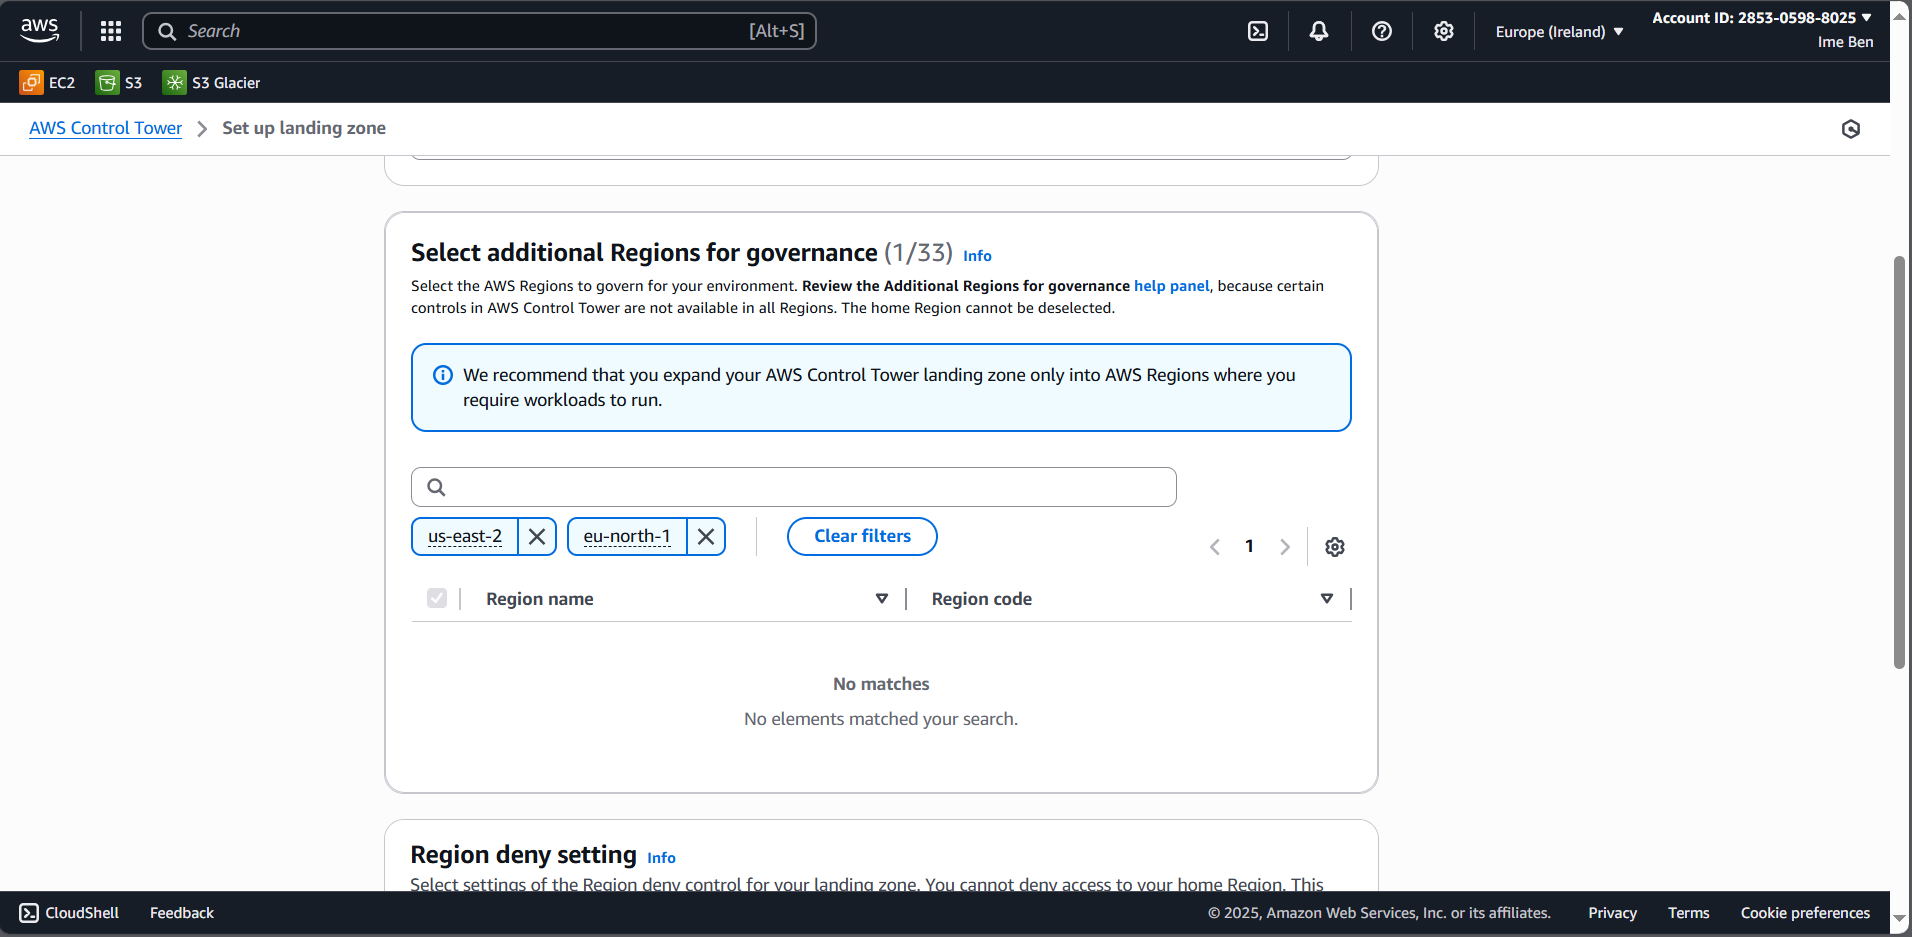 aws
Search
[Alt+S]
Europe (Ireland)
Account ID: 2853-0598-8025
Ime Ben
EC2
S3
S3 Glacier
AWS Control Tower
Set up landing zone
Select additional Regions for governance (1/33) Info
Select the AWS Regions to govern for your environment. Review the Additional Regions for governance help panel, because certain
controls in AWS Control Tower are not available in all Regions. The home Region cannot be deselected.
We recommend that you expand your AWS Control Tower landing zone only into AWS Regions where you
require workloads to run.
us-east-2
eu-north-1
Clear filters
1
Region name
Region code
No matches
No elements matched your search.
Region deny setting Info
Select settings of the Region deny control for your landing zone. You cannot deny access to your home Region. This
CloudShell
Feedback
© 2025, Amazon Web Services, Inc. or its affiliates.
Privacy
Terms
Cookie preferences